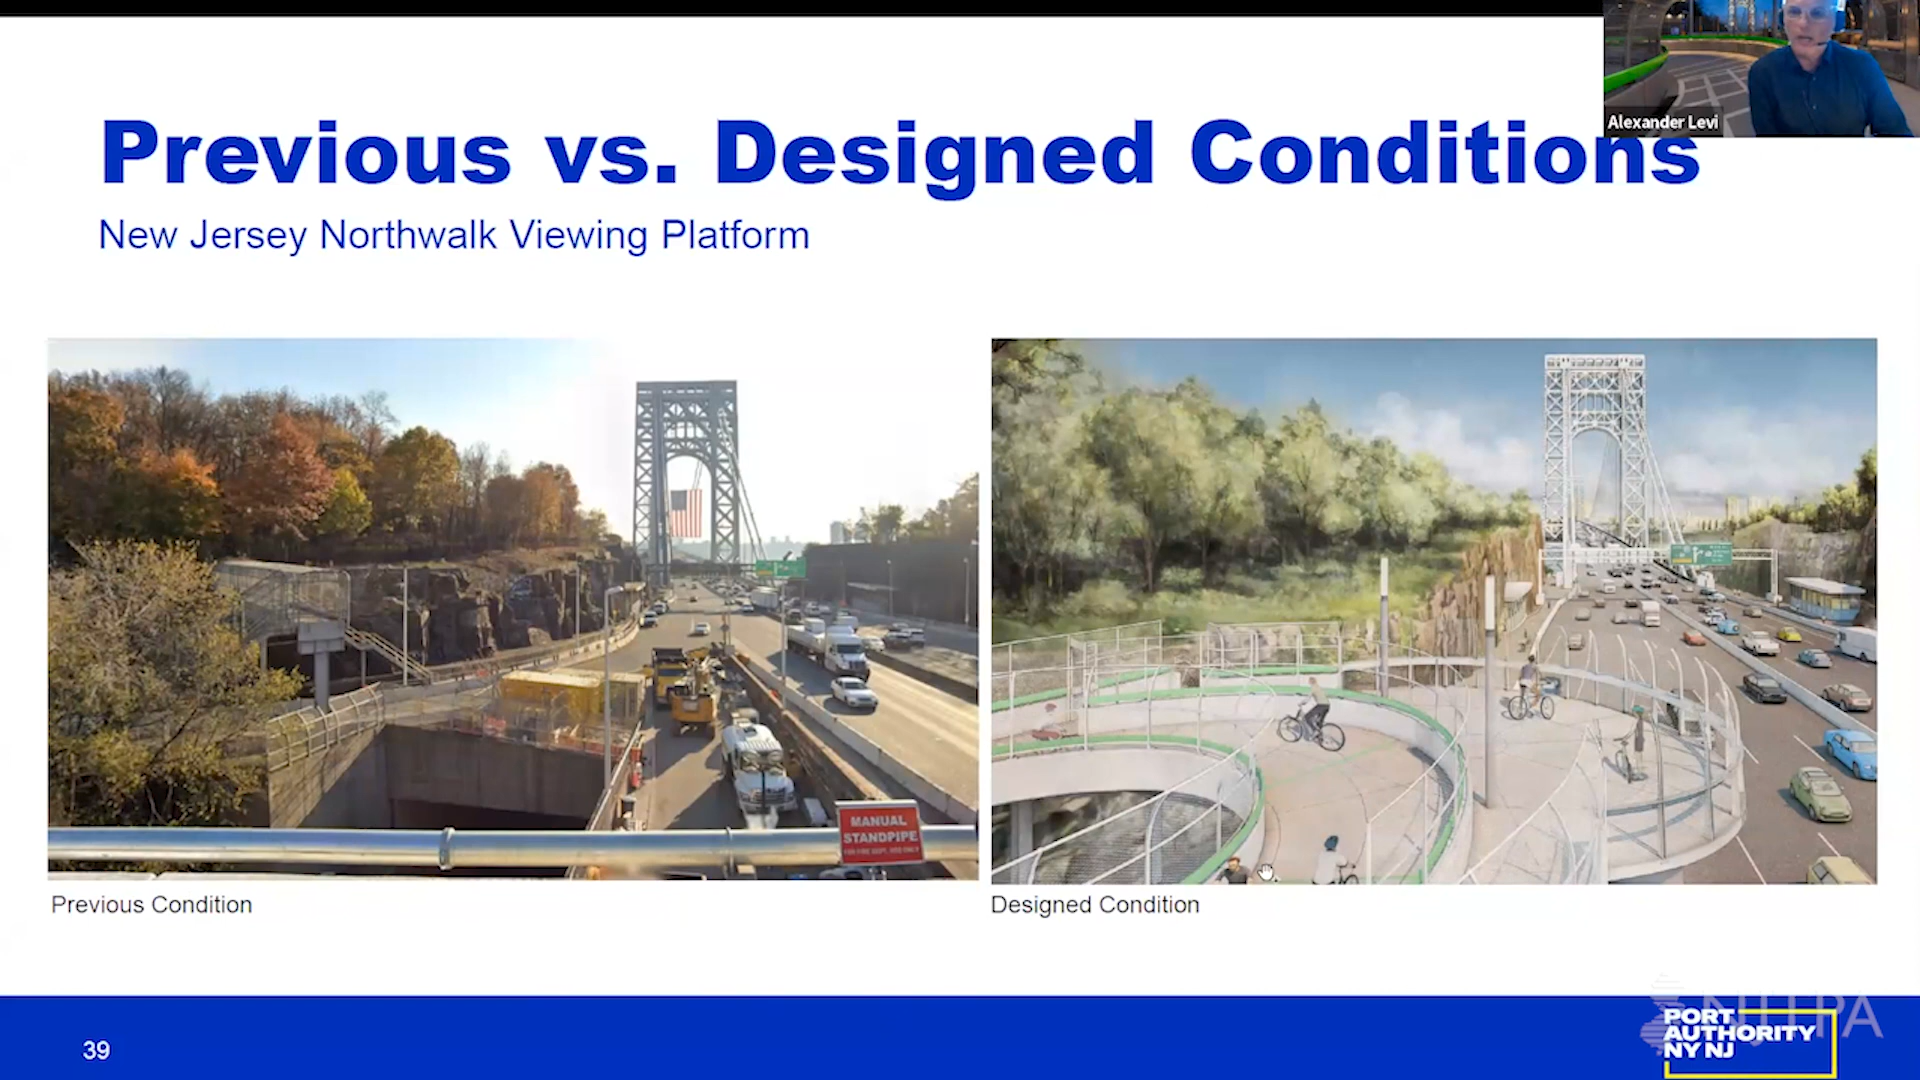 Alexander Levi
Previous vs. Designed Conditions
New Jersey Northwalk Viewing Platform
MANUAL
STANDPIPE
Previous Condition
Designed Condition
39
NJTPA
PORT
AUTHORITY
NY NJ